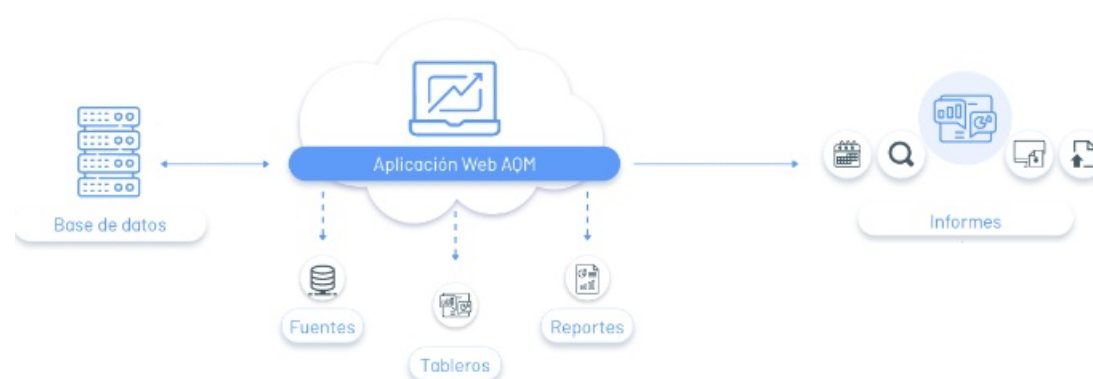 Aplicación Web AQM
Base de datos
Informes
Fuentes
Reportes
Tableros